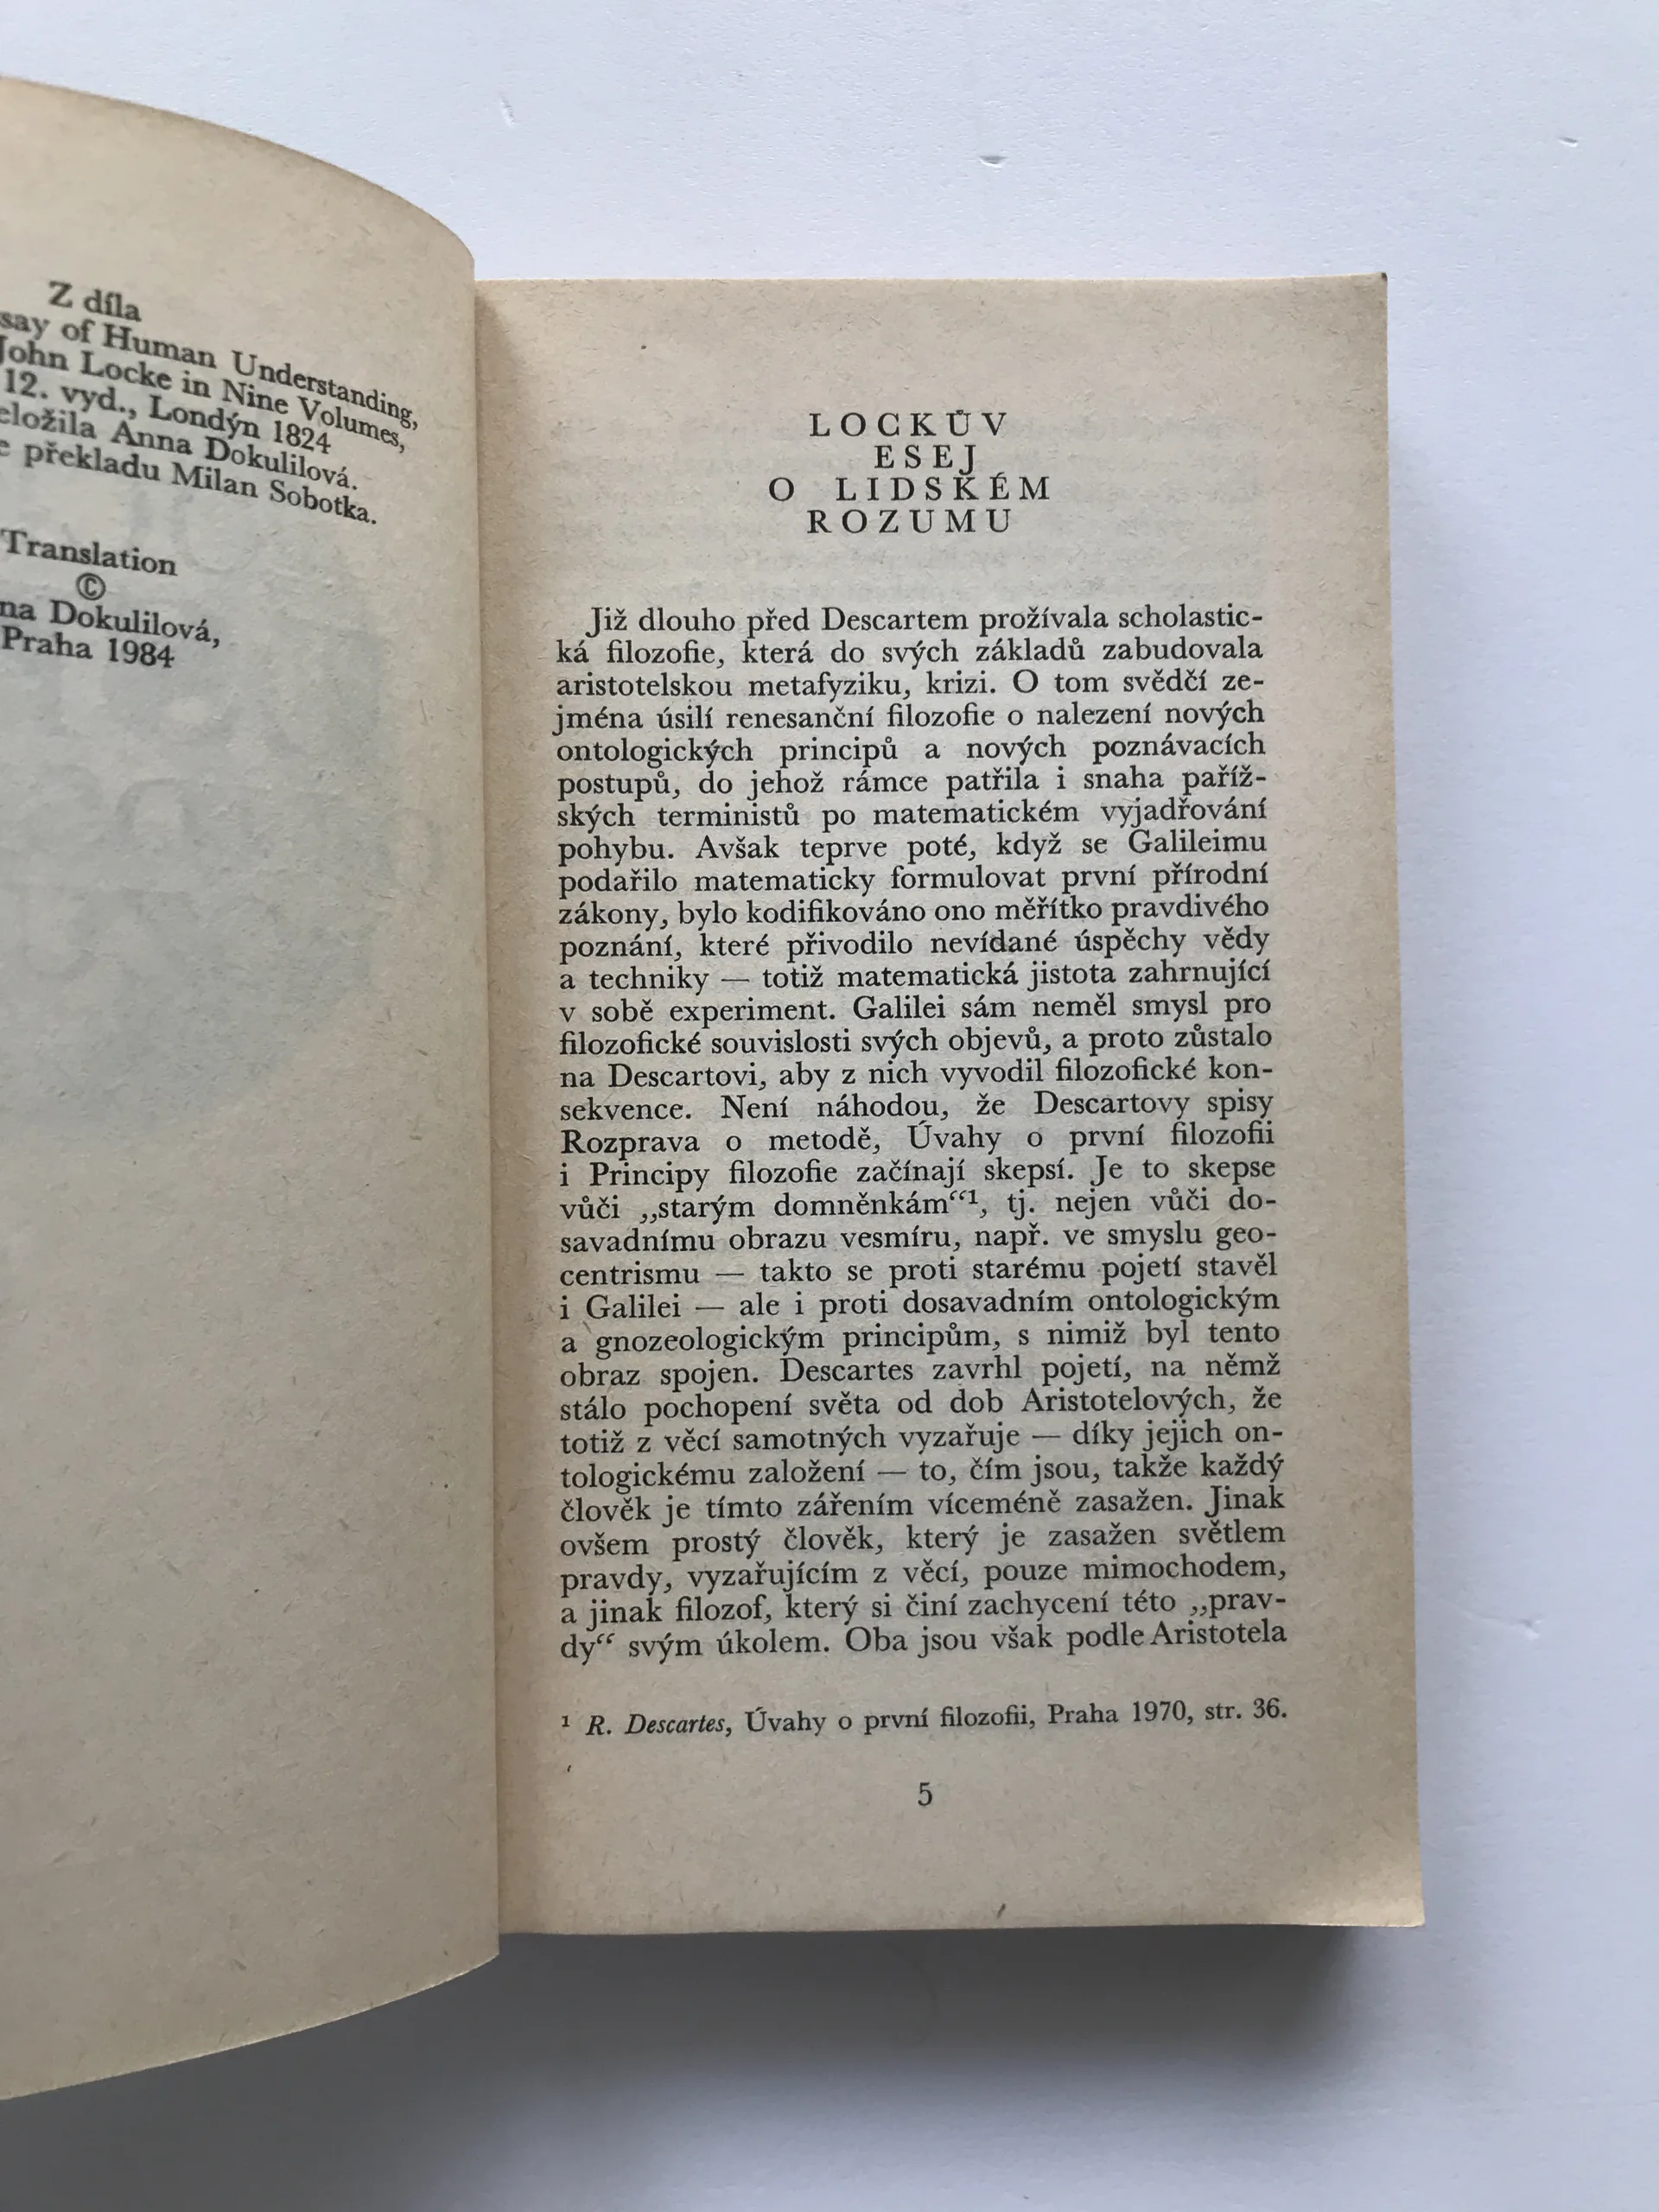 Z díla
of Human Understanding,
John Locke in Nine Volumes,
12. vyd., Londýn 1824
Anna Dokulilová.
překladu Milan Sobotka.
Translation
©
Dokulilová,
Praha 1984
LOCKŮV
ESEJ
O LIDSKÉM
ROZUMU
Již dlouho před Descartem prožívala scholastic-
ká filozofie, která do svých základů zabudovala
aristotelskou metafyziku, krizi. O tom svědčí ze-
jména úsilí renesanční filozofie o nalezení nových
ontologických principů a nových poznávacích
postupů, do jehož rámce patřila i snaha paříž-
ských terministů po matematickém vyjadřování
pohybu. Avšak teprve poté, když se Galileimu
podařilo matematicky formulovat první přírodní
zákony, bylo kodifikováno ono měřítko pravdivého
poznání, které přivodilo nevídané úspěchy vědy
a techniky — totiž matematická jistota zahrnující
v sobě experiment. Galilei sám neměl smysl pro
filozofické souvislosti svých objevů, a proto zůstalo
na Descartovi, aby z nich vyvodil filozofické kon-
sekvence. Není náhodou, že Descartovy spisy
Rozprava o metodě, Úvahy o první filozofii
i Principy filozofie začínají skepsí. Je to skepse
vůči „starým domněnkám“¹, tj. nejen vůči do-
savadnímu obrazu vesmíru, např. ve smyslu geo-
centrismu — takto se proti starému pojetí stavěl
i Galilei — ale i proti dosavadním ontologickým
a gnozeologickým principům, s nimiž byl tento
obraz spojen. Descartes zavrhl pojetí, na němž
stálo pochopení světa od dob Aristotelových, že
totiž z věcí samotných vyzařuje — díky jejich on-
tologickému založení — to, čím jsou, takže každý
člověk je tímto zářením víceméně zasažen. Jinak
ovšem prostý člověk, který je zasažen světlem
pravdy, vyzařujícím z věcí, pouze mimochodem,
a jinak filozof, který si činí zachycení této „prav-
dy“ svým úkolem. Oba jsou však podle Aristotela
¹ R. Descartes, Úvahy o první filozofii, Praha 1970, str. 36.
5